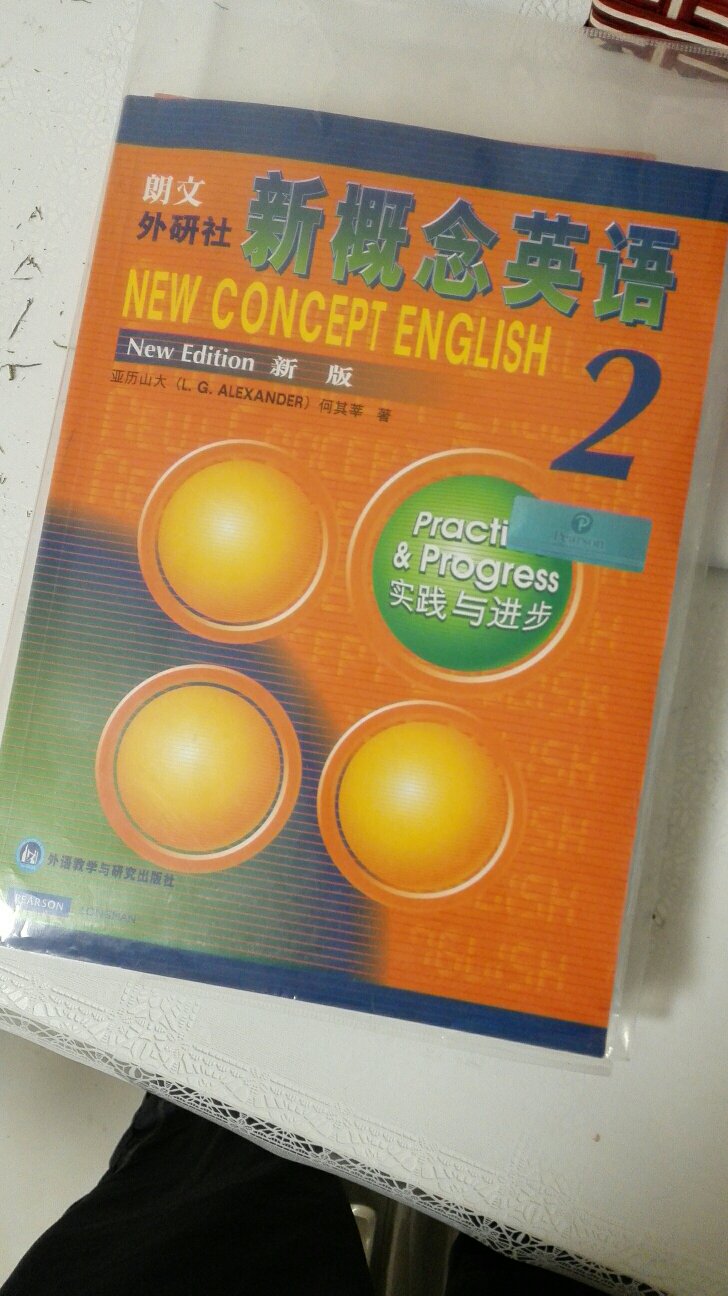 朗文
外研社
新概念英语
NEW CONCEPT ENGLISH
New Edition 新 版
2
亚历山大（L. G. ALEXANDER）何其莘 著
Practi
& Progress
实践与进步
Pearson
外语教学与研究出版社
PEARSON LONGMAN